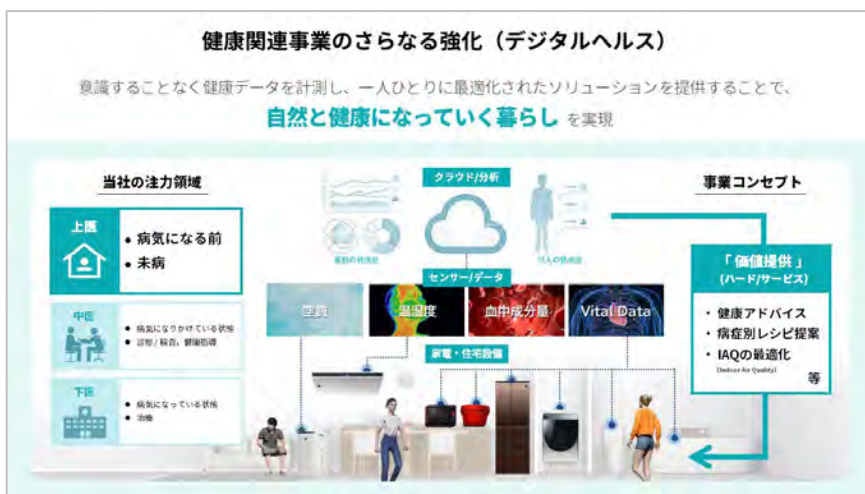 健康関連事業のさらなる強化（デジタルヘルス）
意識することなく健康データを計測し、一人ひとりに最適化されたソリューションを提供することで、
自然と健康になっていく暮らし を実現
当社の注力領域
上医
● 病気になる前
● 未病
中医
● 病気になりかけている状態
● 診察/検査、健康指導
下医
● 病気になっている状態
● 治療
クラウド/分析
センサー/データ
空質
温湿度
血中成分量
Vital Data
家電・住宅設備
事業コンセプト
「 価値提供 」
(ハード/サービス)
・ 健康アドバイス
・ 病症別レシピ提案
・ IAQの最適化
(Indoor Air Quality)
等